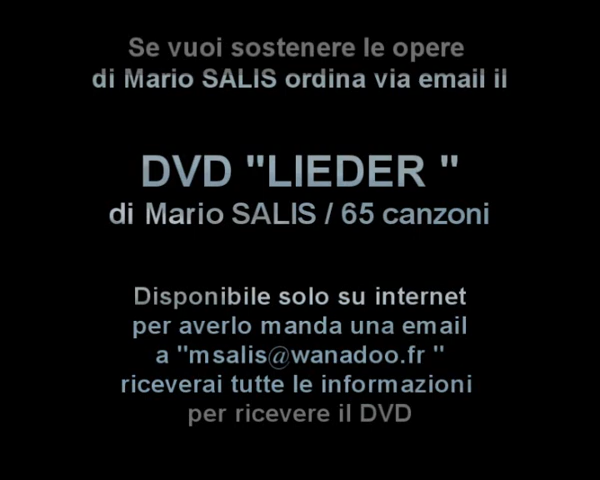 Se vuoi sostenere le opere
di Mario SALIS ordina via email il
DVD "LIEDER "
di Mario SALIS / 65 canzoni
Disponibile solo su internet
per averlo manda una email
a "msalis@wanadoo.fr "
riceverai tutte le informazioni
per ricevere il DVD